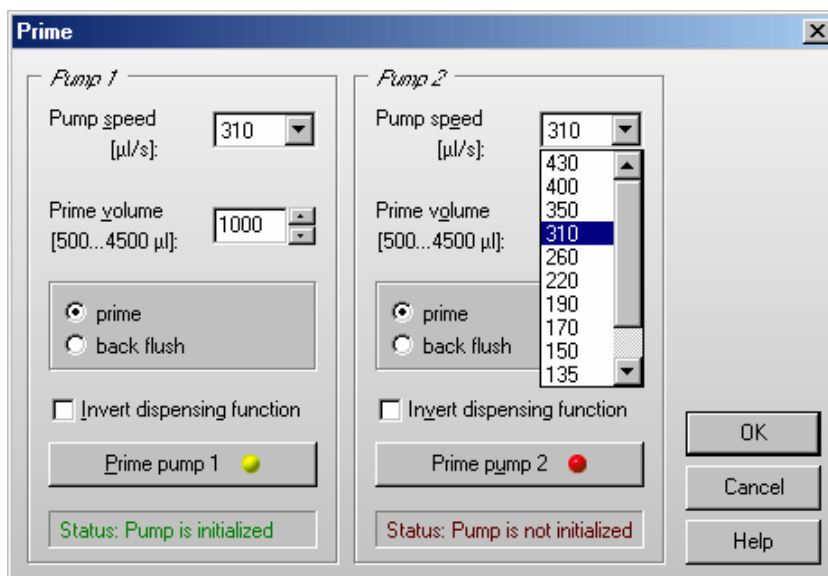 Prime
Pump 1
Pump speed
[µl/s]:
310
Prime volume
[500...4500 µl]:
1000
prime
back flush
Invert dispensing function
Prime pump 1
Status: Pump is initialized
Pump 2
Pump speed
[µl/s]:
310
430
400
350
310
260
220
190
170
150
135
Prime volume
[500...4500 µl]:
prime
back flush
Invert dispensing function
Prime pump 2
Status: Pump is not initialized
OK
Cancel
Help